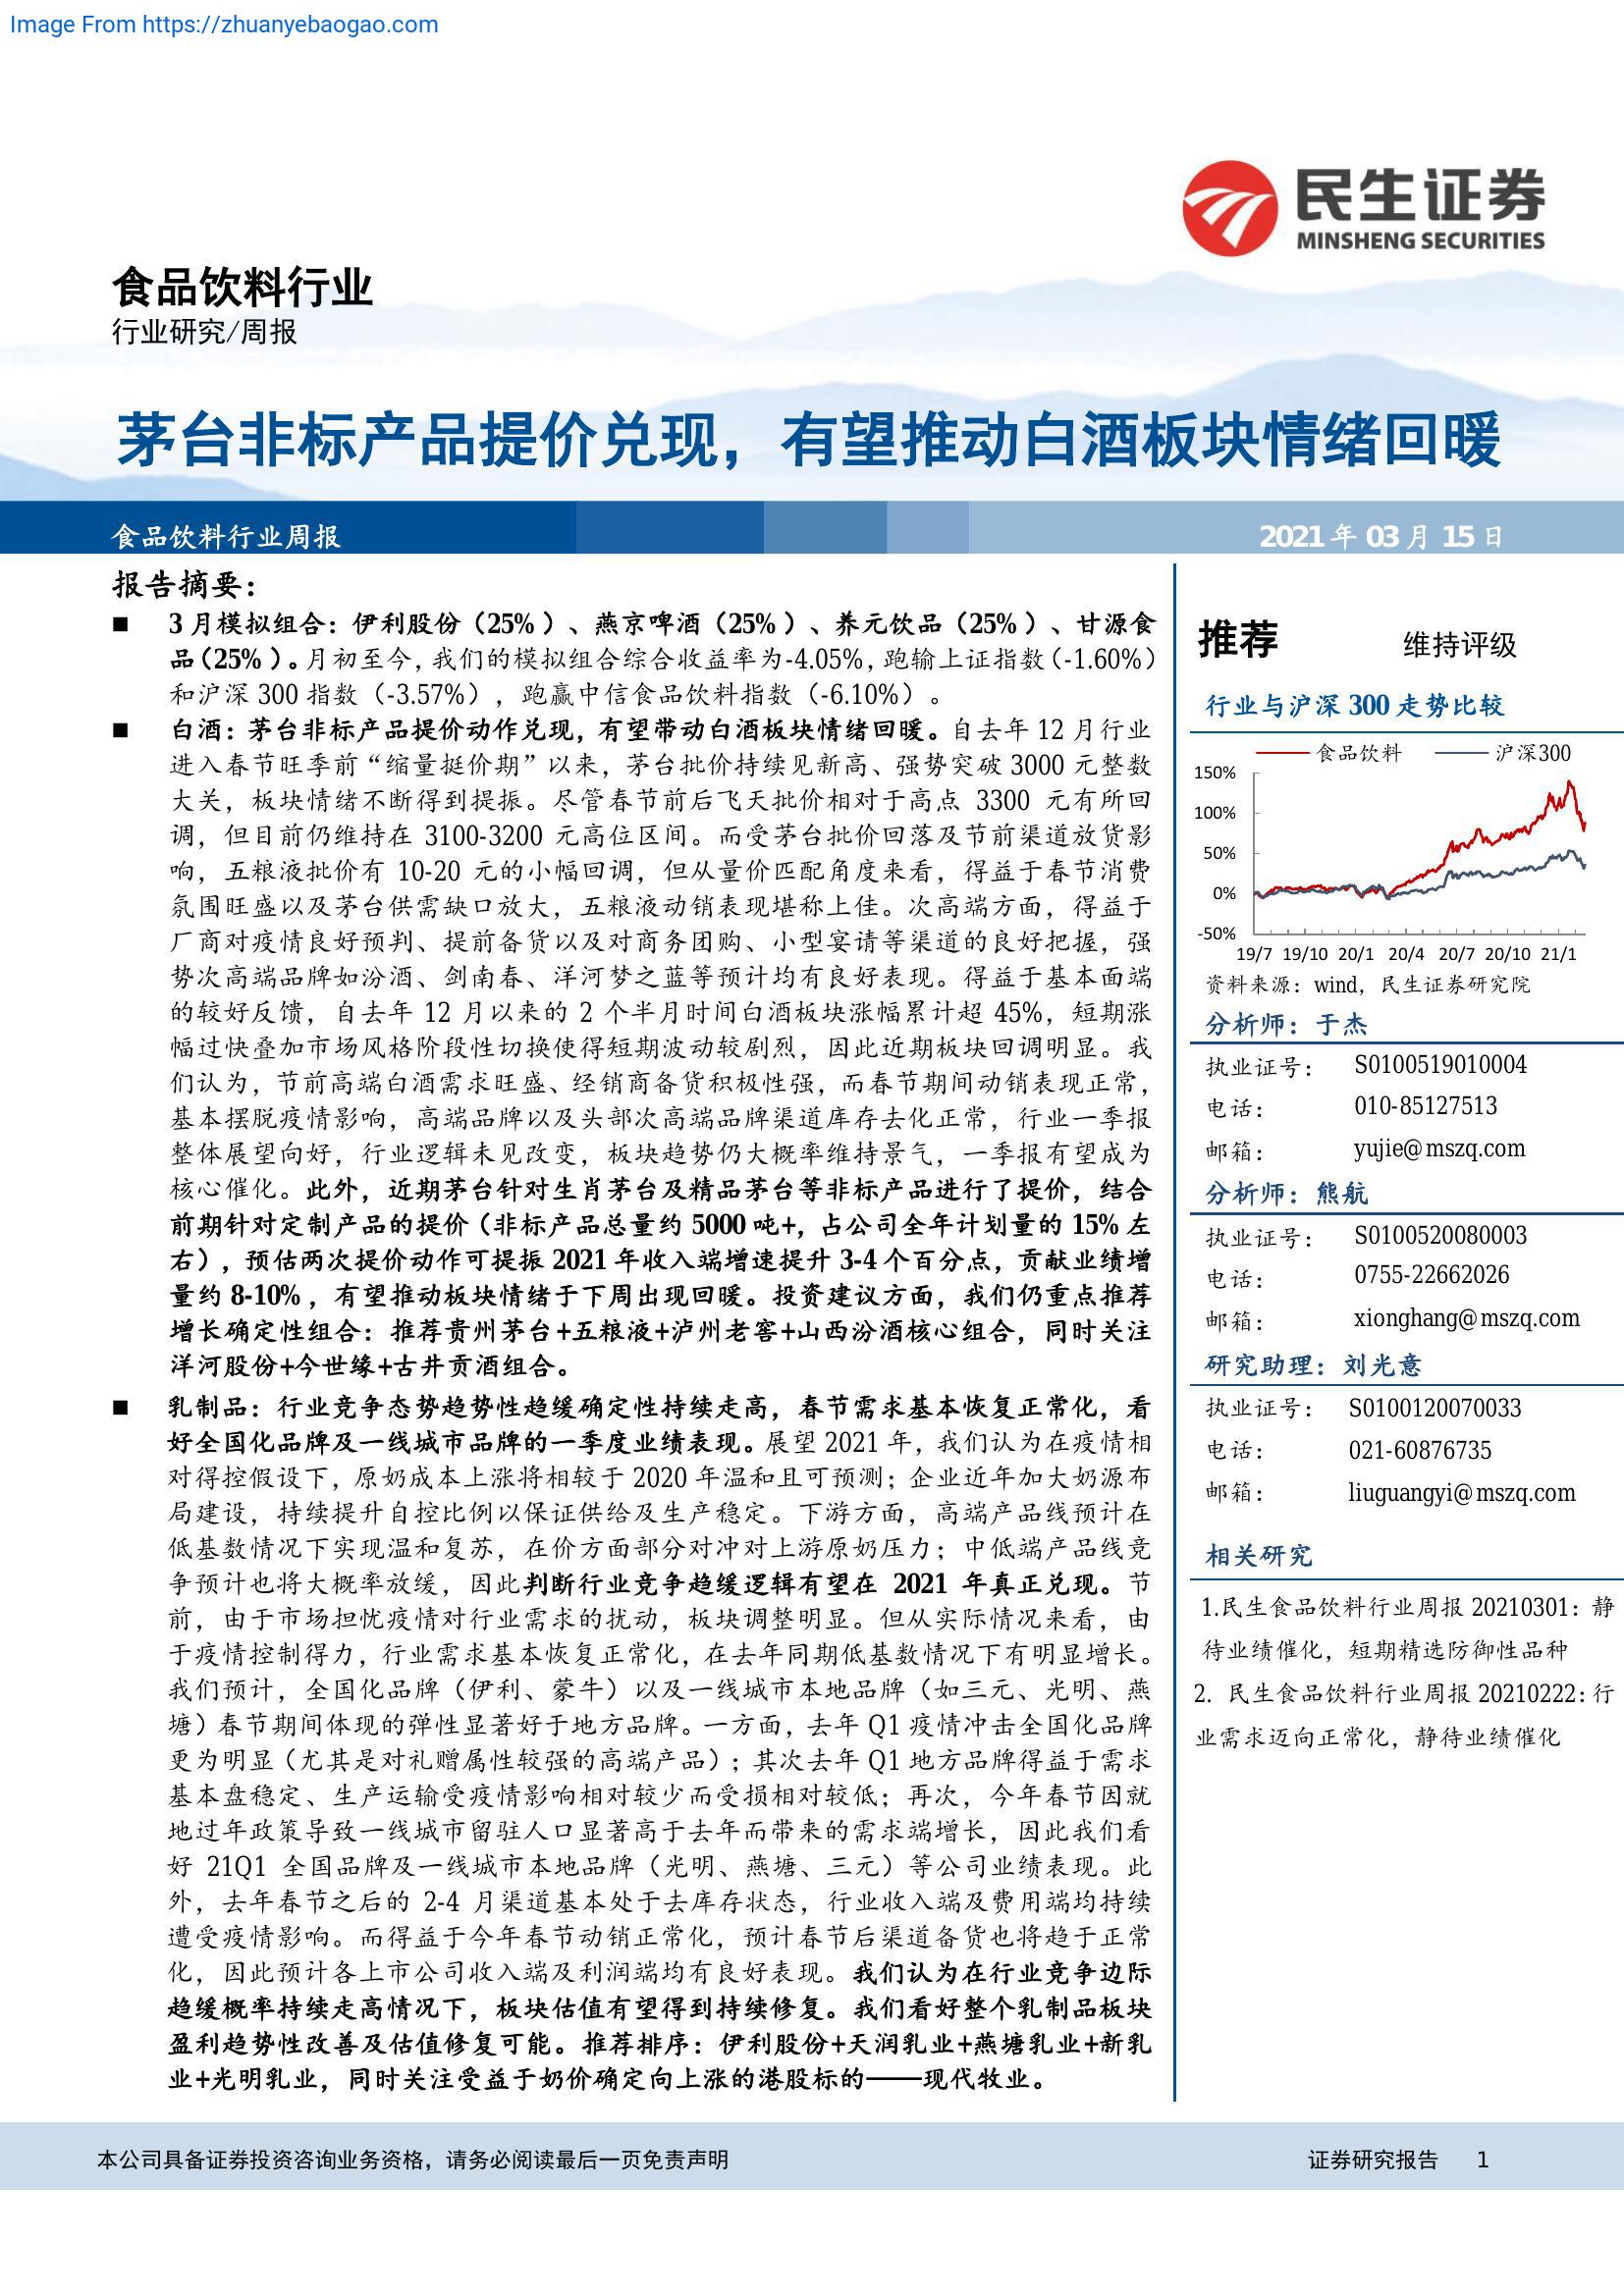 Image From https://zhuanyebaogao.com
民生证券
MINSHENG SECURITIES
食品饮料行业
行业研究/周报
茅台非标产品提价兑现，有望推动白酒板块情绪回暖
食品饮料行业周报
2021 年 03 月 15 日
报告摘要：
■ 3 月模拟组合：伊利股份（25%）、燕京啤酒（25%）、养元饮品（25%）、甘源食
品（25%）。月初至今，我们的模拟组合综合收益率为-4.05%，跑输上证指数（-1.60%）
和沪深 300 指数（-3.57%），跑赢中信食品饮料指数（-6.10%）。
■ 白酒：茅台非标产品提价动作兑现，有望带动白酒板块情绪回暖。自去年 12 月行业
进入春节旺季前“缩量挺价期”以来，茅台批价持续见新高、强势突破 3000 元整数
大关，板块情绪不断得到提振。尽管春节前后飞天批价相对于高点 3300 元有所回
调，但目前仍维持在 3100-3200 元高位区间。而受茅台批价回落及节前渠道放货影
响，五粮液批价有 10-20 元的小幅回调，但从量价匹配角度来看，得益于春节消费
氛围旺盛以及茅台供需缺口放大，五粮液动销表现堪称上佳。次高端方面，得益于
厂商对疫情良好预判、提前备货以及对商务团购、小型宴请等渠道的良好把握，强
势次高端品牌如汾酒、剑南春、洋河梦之蓝等预计均有良好表现。得益于基本面端
的较好反馈，自去年 12 月以来的 2 个半月时间白酒板块涨幅累计超 45%，短期涨
幅过快叠加市场风格阶段性切换使得短期波动较剧烈，因此近期板块回调明显。我
们认为，节前高端白酒需求旺盛、经销商备货积极性强，而春节期间动销表现正常，
基本摆脱疫情影响，高端品牌以及头部次高端品牌渠道库存去化正常，行业一季报
整体展望向好，行业逻辑未见改变，板块趋势仍大概率维持景气，一季报有望成为
核心催化。此外，近期茅台针对生肖茅台及精品茅台等非标产品进行了提价，结合
前期针对定制产品的提价（非标产品总量约 5000 吨+，占公司全年计划量的 15%左
右），预估两次提价动作可提振 2021 年收入端增速提升 3-4 个百分点，贡献业绩增
量约 8-10%，有望推动板块情绪于下周出现回暖。投资建议方面，我们仍重点推荐
增长确定性组合：推荐贵州茅台+五粮液+泸州老窖+山西汾酒核心组合，同时关注
洋河股份+今世缘+古井贡酒组合。
■ 乳制品：行业竞争态势趋势性趋缓确定性持续走高，春节需求基本恢复正常化，看
好全国化品牌及一线城市品牌的一季度业绩表现。展望 2021 年，我们认为在疫情相
对得控假设下，原奶成本上涨将相较于 2020 年温和且可预测；企业近年加大奶源布
局建设，持续提升自控比例以保证供给及生产稳定。下游方面，高端产品线预计在
低基数情况下实现温和复苏，在价方面部分对冲对上游原奶压力；中低端产品线竞
争预计也将大概率放缓，因此判断行业竞争趋缓逻辑有望在 2021 年真正兑现。节
前，由于市场担忧疫情对行业需求的扰动，板块调整明显。但从实际情况来看，由
于疫情控制得力，行业需求基本恢复正常化，在去年同期低基数情况下有明显增长。
我们预计，全国化品牌（伊利、蒙牛）以及一线城市本地品牌（如三元、光明、燕
塘）春节期间体现的弹性显著好于地方品牌。一方面，去年 Q1 疫情冲击全国化品牌
更为明显（尤其是对礼赠属性较强的高端产品）；其次去年 Q1 地方品牌得益于需求
基本盘稳定、生产运输受疫情影响相对较少而受损相对较低；再次，今年春节因就
地过年政策导致一线城市留驻人口显著高于去年而带来的需求端增长，因此我们看
好 21Q1 全国品牌及一线城市本地品牌（光明、燕塘、三元）等公司业绩表现。此
外，去年春节之后的 2-4 月渠道基本处于去库存状态，行业收入端及费用端均持续
遭受疫情影响。而得益于今年春节动销正常化，预计春节后渠道备货也将趋于正常
化，因此预计各上市公司收入端及利润端均有良好表现。我们认为在行业竞争边际
趋缓概率持续走高情况下，板块估值有望得到持续修复。我们看好整个乳制品板块
盈利趋势性改善及估值修复可能。推荐排序：伊利股份+天润乳业+燕塘乳业+新乳
业+光明乳业，同时关注受益于奶价确定向上涨的港股标的——现代牧业。
推荐 维持评级
行业与沪深 300 走势比较
食品饮料 沪深300
150%
100%
50%
0%
-50%
19/7 19/10 20/1 20/4 20/7 20/10 21/1
资料来源：wind，民生证券研究院
分析师：于杰
执业证号： S0100519010004
电话： 010-85127513
邮箱： yujie@mszq.com
分析师：熊航
执业证号： S0100520080003
电话： 0755-22662026
邮箱： xionghang@mszq.com
研究助理：刘光意
执业证号： S0100120070033
电话： 021-60876735
邮箱： liuguangyi@mszq.com
相关研究
1.民生食品饮料行业周报 20210301：静
待业绩催化，短期精选防御性品种
2. 民生食品饮料行业周报 20210222：行
业需求迈向正常化，静待业绩催化
本公司具备证券投资咨询业务资格，请务必阅读最后一页免责声明
证券研究报告 1